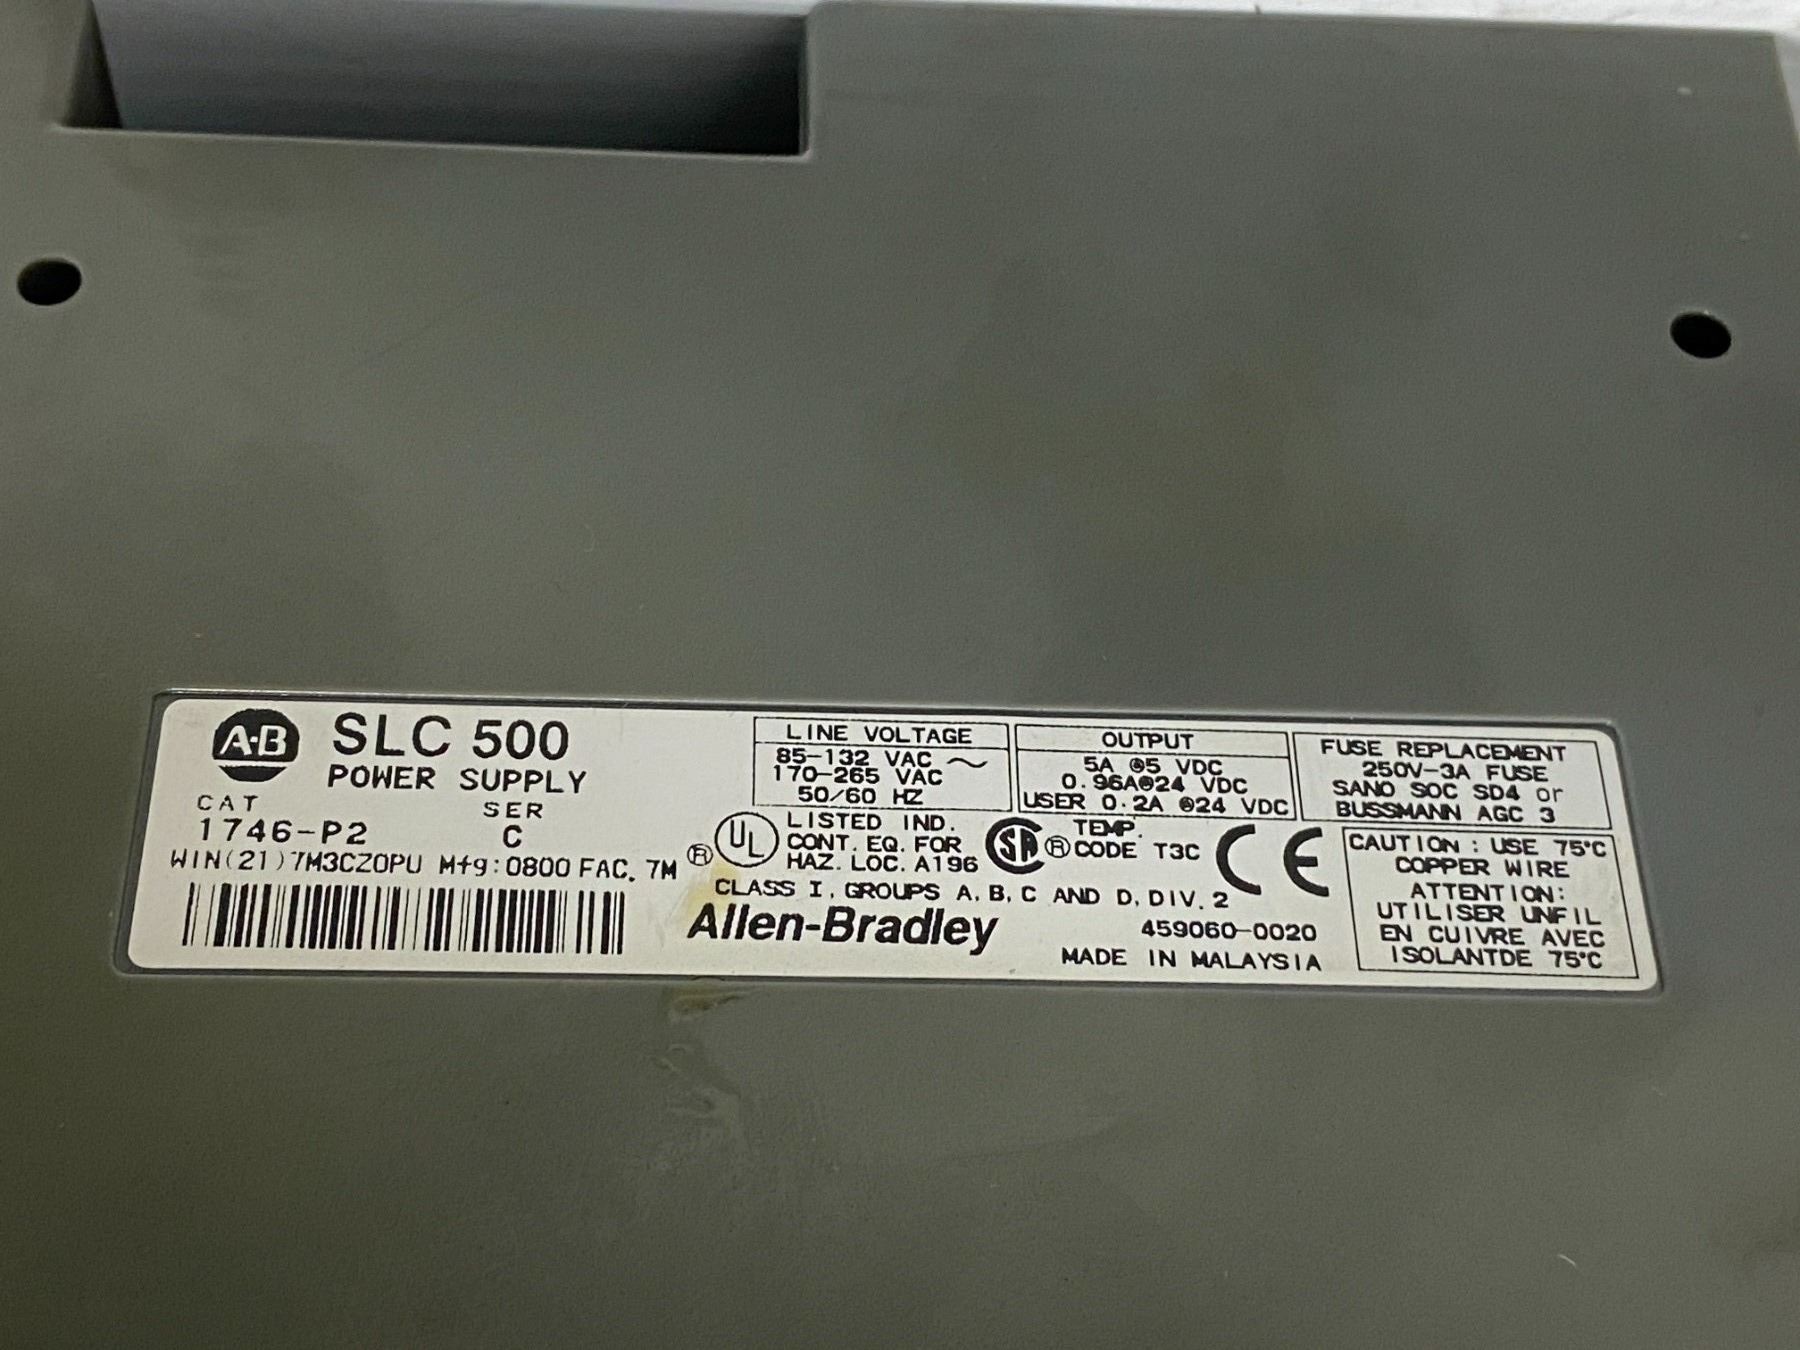 A-B SLC 500
POWER SUPPLY
CAT SER
1746-P2 C
WIN(21)7M3CZ0PU Mfg:0800 FAC. 7M
LINE VOLTAGE
85-132 VAC ~
170-265 VAC
50/60 HZ
OUTPUT
5A @5 VDC
0.96A@24 VDC
USER 0.2A @24 VDC
FUSE REPLACEMENT
250V-3A FUSE
SANO SOC SD4 or
BUSSMANN AGC 3
® UL LISTED IND.
CONT. EQ. FOR
HAZ. LOC. A196
SA ® TEMP.
CODE T3C
CE
CLASS I, GROUPS A, B, C AND D, DIV. 2
Allen-Bradley
459060-0020
MADE IN MALAYSIA
CAUTION : USE 75°C
COPPER WIRE
ATTENTION:
UTILISER UNFIL
EN CUIVRE AVEC
ISOLANTDE 75°C